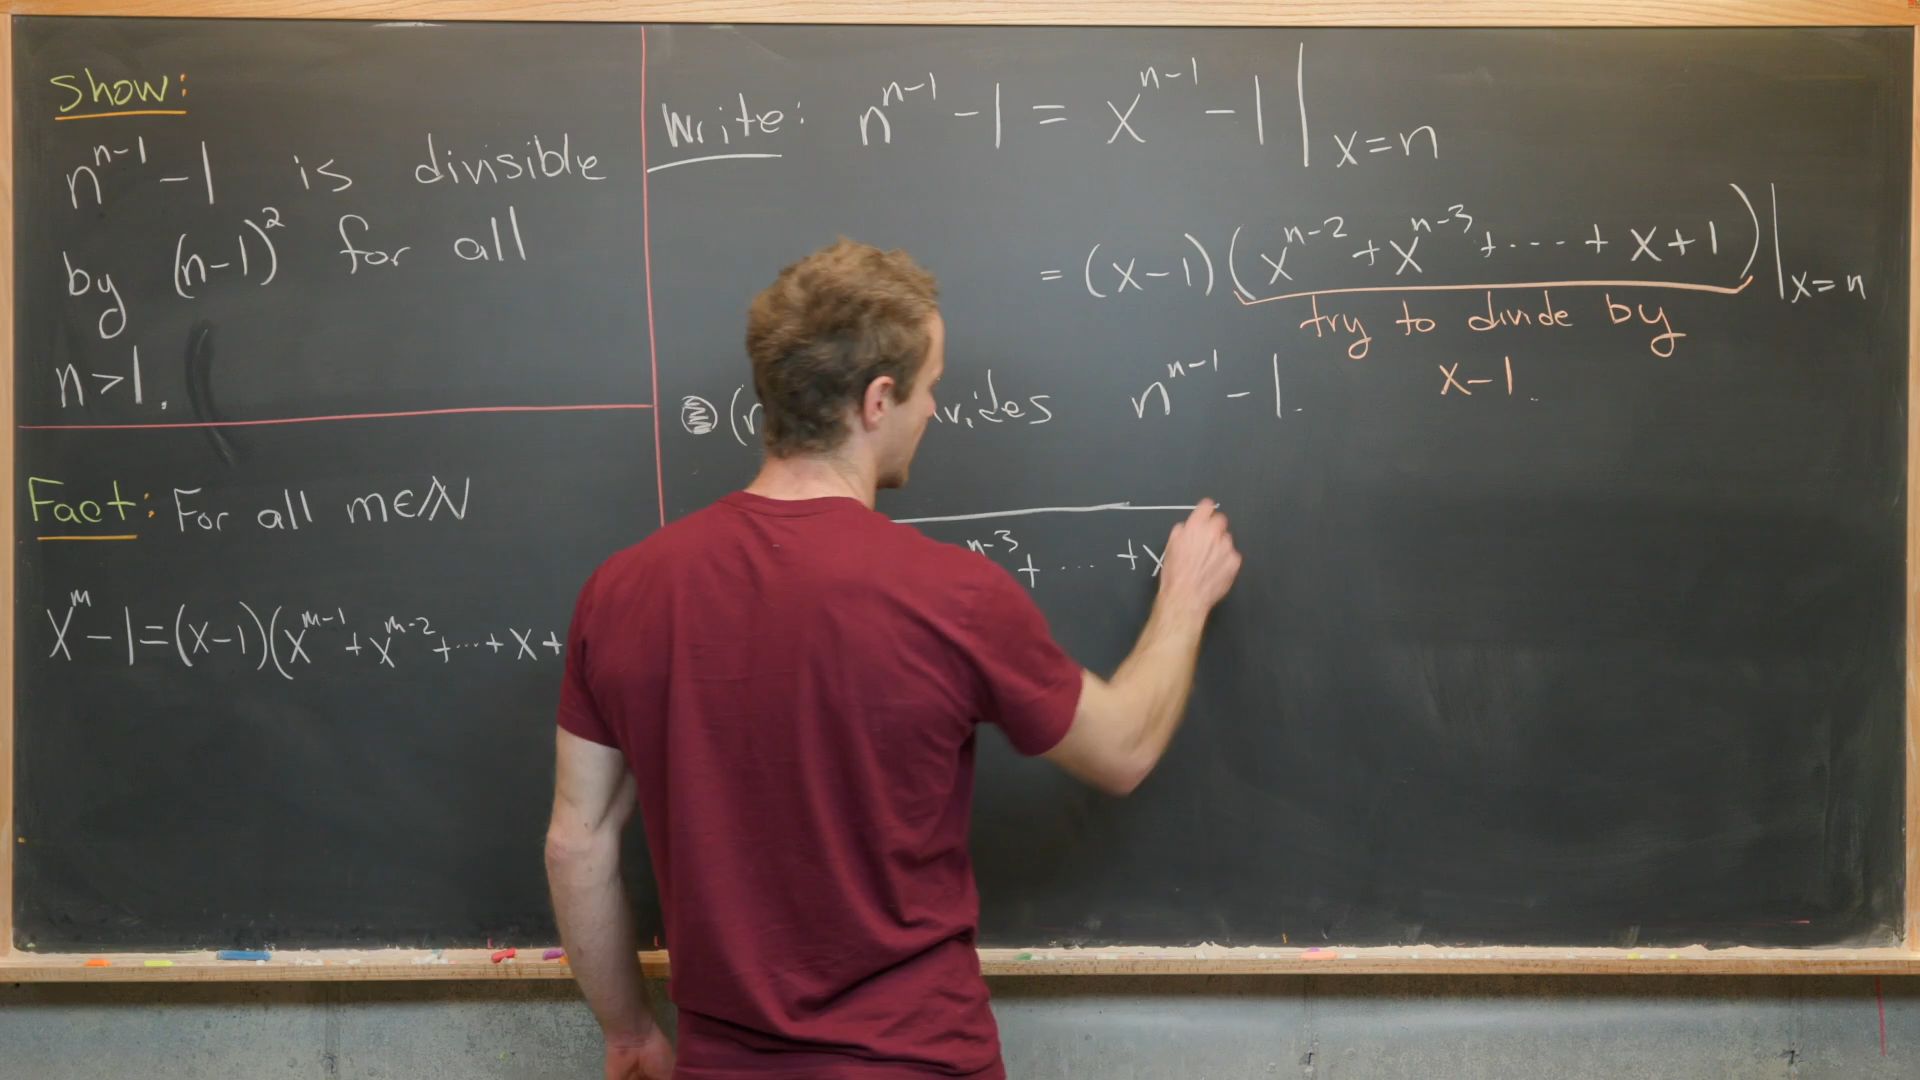 Show:
n^{n-1} - 1 is divisible
by (n-1)^2 for all
n > 1.
Fact: For all m∈ℕ
x^m - 1 = (x-1)(x^{m-1} + x^{m-2} + ··· + x +
Write: n^{n-1} - 1 = x^{n-1} - 1 |_{x=n}
= (x-1)(x^{n-2} + x^{n-3} + ··· + x + 1)|_{x=n}
try to divide by
x-1.
n^{n-1} - 1.
n-3 + ··· + x